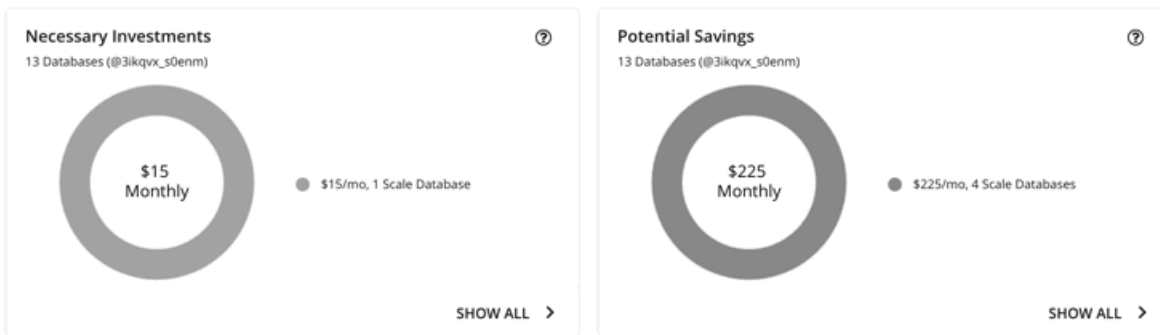 Necessary Investments
13 Databases (@3ikqvx_s0enm)
$15
Monthly
$15/mo, 1 Scale Database
SHOW ALL
Potential Savings
13 Databases (@3ikqvx_s0enm)
$225
Monthly
$225/mo, 4 Scale Databases
SHOW ALL